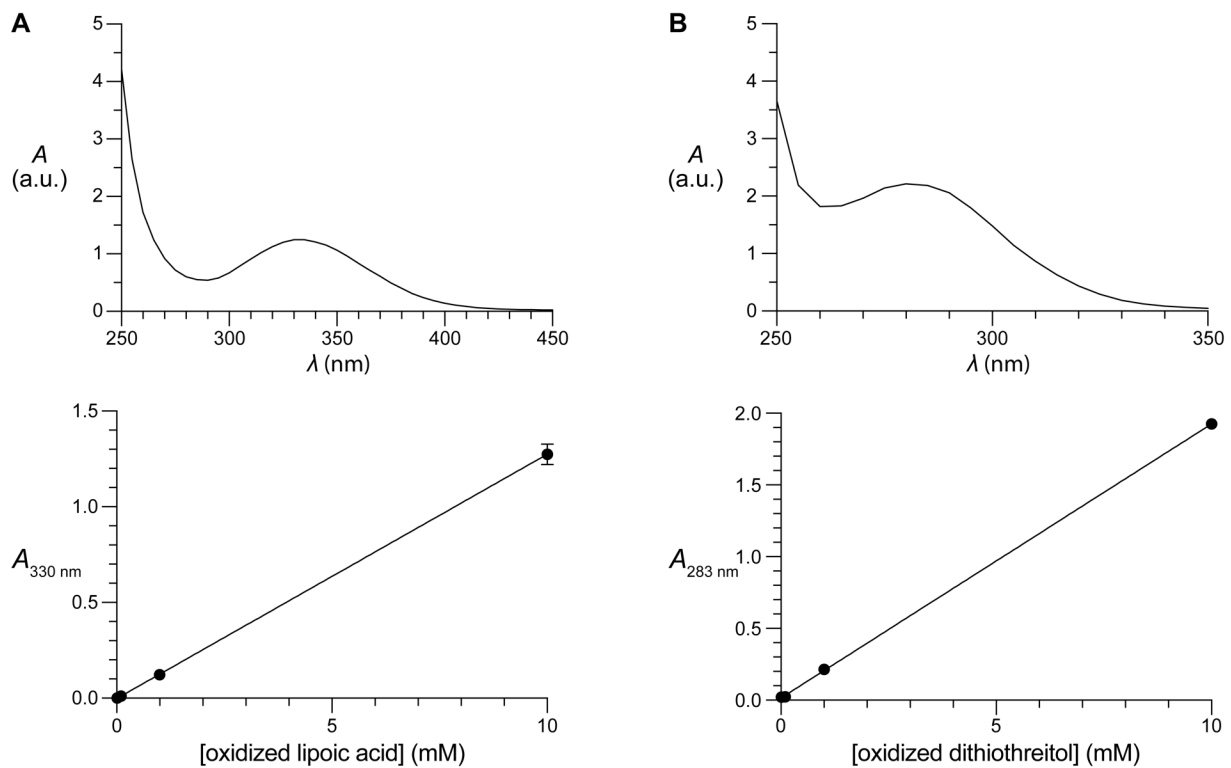 A
5
4
3
2
1
0
A
(a.u.)
250
300
350
400
450
λ (nm)
B
5
4
3
2
1
0
A
(a.u.)
250
300
350
λ (nm)
1.5
1.0
0.5
0.0
A330 nm
0
5
10
[oxidized lipoic acid] (mM)
2.0
1.5
1.0
0.5
0.0
A283 nm
0
5
10
[oxidized dithiothreitol] (mM)